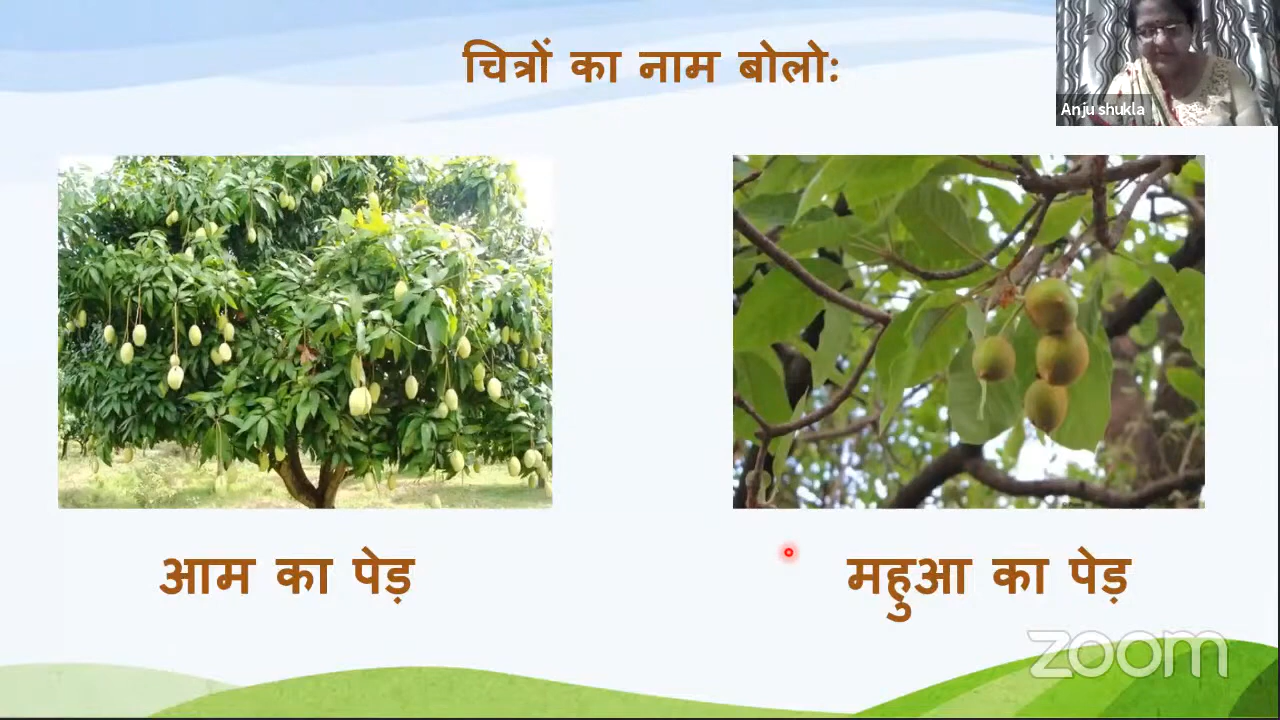 चित्रों का नाम बोलो:
Anju shukla
आम का पेड़
महुआ का पेड़
zoom